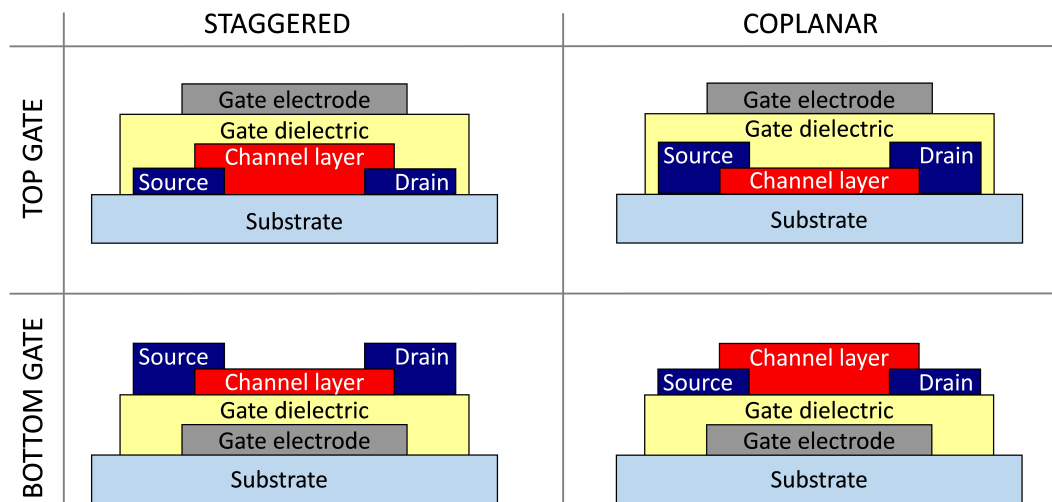 STAGGERED
COPLANAR
TOP GATE
Gate electrode
Gate dielectric
Channel layer
Source
Drain
Substrate
Gate electrode
Gate dielectric
Source
Drain
Channel layer
Substrate
BOTTOM GATE
Source
Drain
Channel layer
Gate dielectric
Gate electrode
Substrate
Channel layer
Source
Drain
Gate dielectric
Gate electrode
Substrate